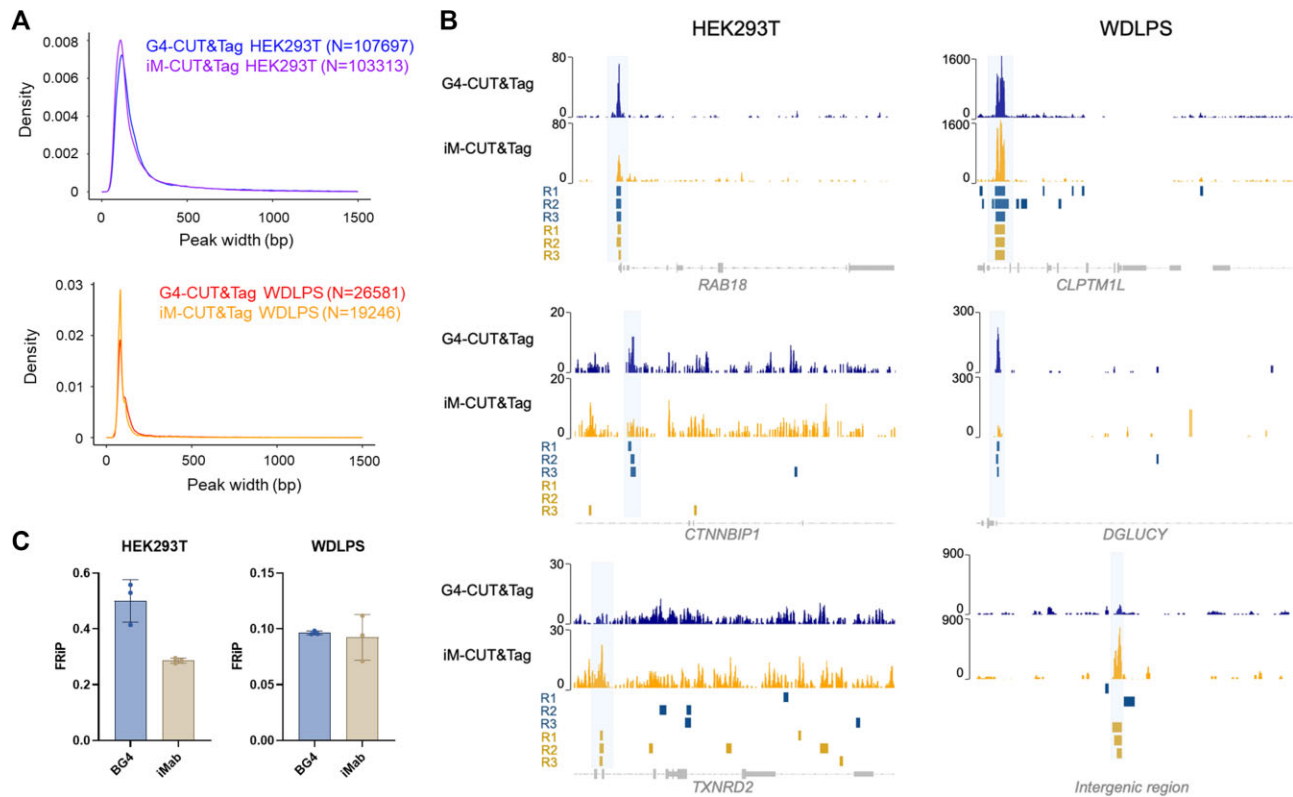 A
0.008
0.006
0.004
0.002
0
Density
G4-CUT&Tag HEK293T (N=107697)
iM-CUT&Tag HEK293T (N=103313)
0
500
1000
1500
Peak width (bp)
0.03
0.02
0.01
0
Density
G4-CUT&Tag WDLPS (N=26581)
iM-CUT&Tag WDLPS (N=19246)
0
500
1000
1500
Peak width (bp)
B
HEK293T
WDLPS
G4-CUT&Tag
80
0
iM-CUT&Tag
80
0
R1
R2
R3
R1
R2
R3
RAB18
1600
0
1600
0
CLPTM1L
G4-CUT&Tag
20
0
iM-CUT&Tag
20
0
R1
R2
R3
R1
R2
R3
CTNNBIP1
300
0
300
0
DGLUCY
G4-CUT&Tag
30
0
iM-CUT&Tag
30
0
R1
R2
R3
R1
R2
R3
TXNRD2
900
0
900
0
Intergenic region
C
HEK293T
FRiP
0.6
0.4
0.2
0.0
BG4
iMab
WDLPS
FRiP
0.15
0.10
0.05
0.00
BG4
iMab